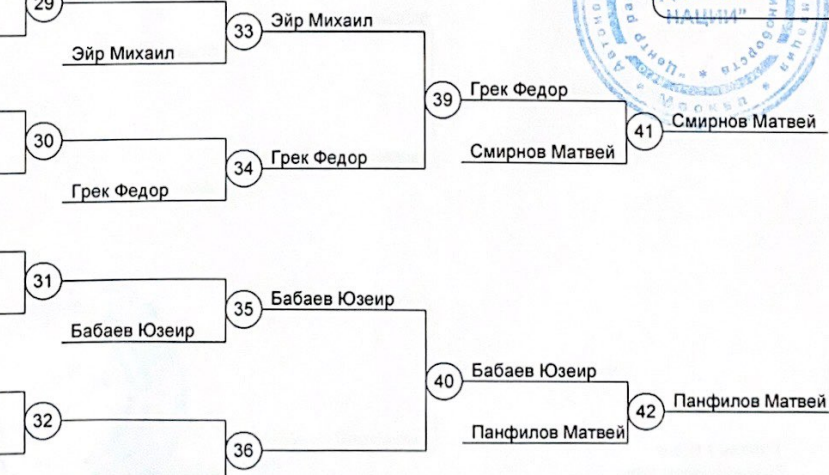 29
33
Эйр Михаил
Эйр Михаил
НАЦИИ"
39
Грек Федор
41
Смирнов Матвей
30
34
Грек Федор
Смирнов Матвей
Грек Федор
31
35
Бабаев Юзеир
Бабаев Юзеир
40
Бабаев Юзеир
42
Панфилов Матвей
32
36
Панфилов Матвей